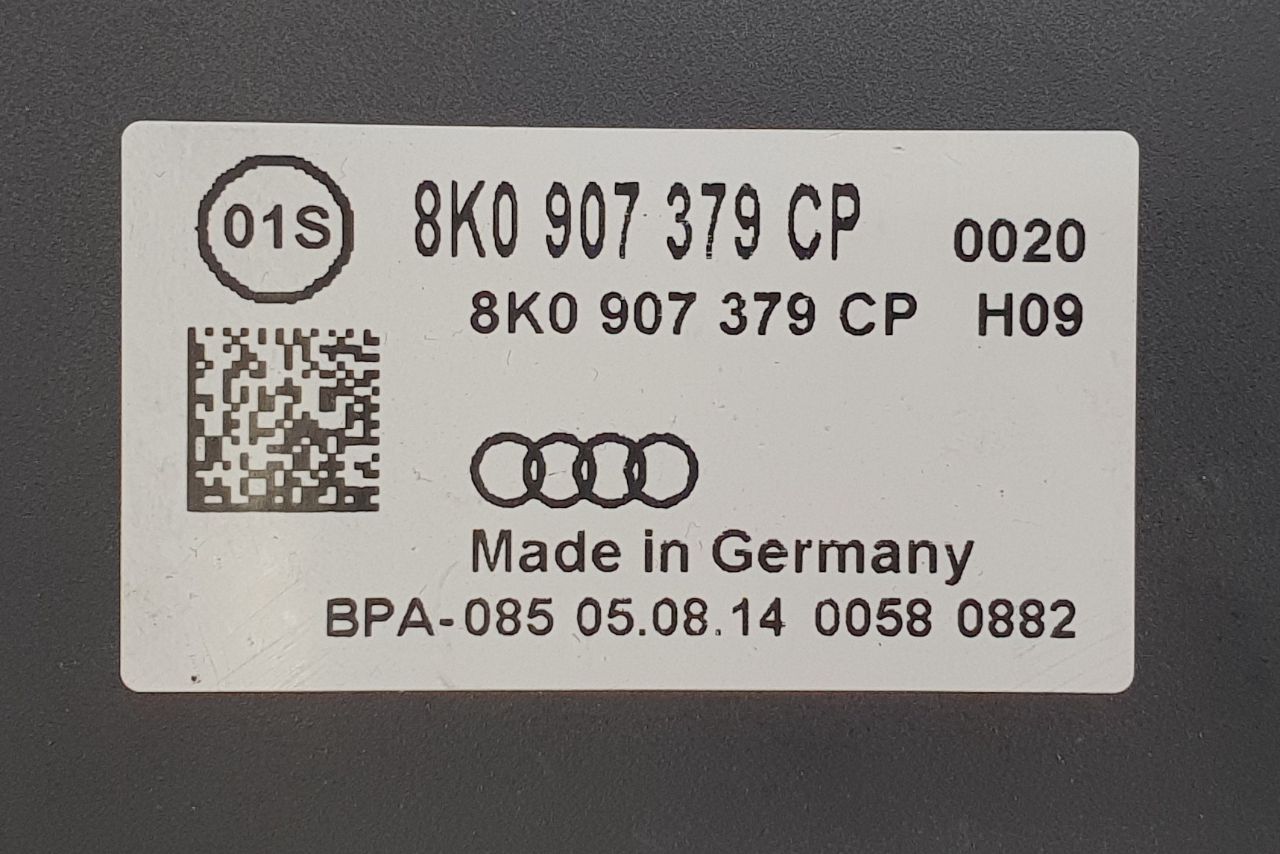 01S 8K0 907 379 CP 0020
8K0 907 379 CP H09
Made in Germany
BPA-085 05.08.14 0058 0882